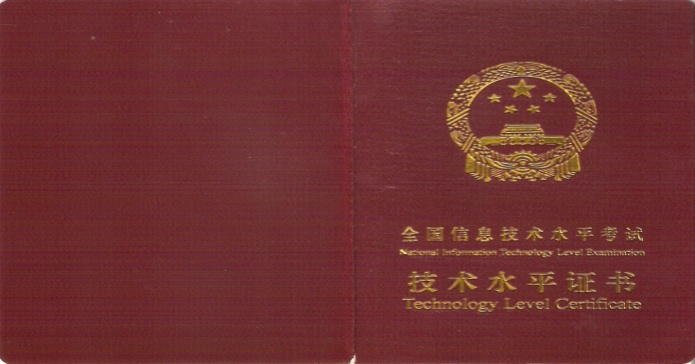 全国信息技术水平考试
National Information Technology Level Examination
技术水平证书
Technology Level Certificate